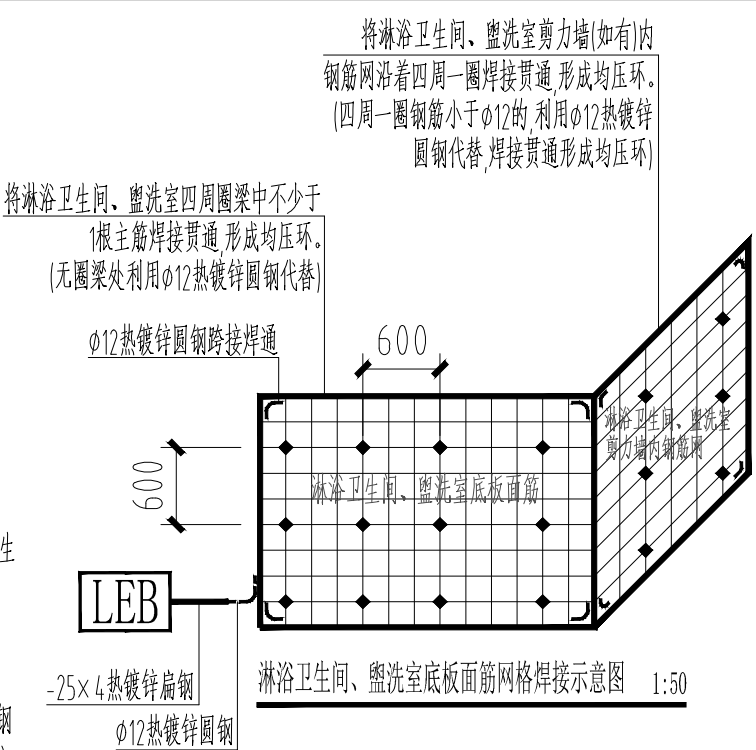 将淋浴卫生间、盥洗室剪力墙(如有)内
钢筋网沿着四周一圈焊接贯通,形成均压环。
(四周一圈钢筋小于φ12的,利用φ12热镀锌
圆钢代替,焊接贯通形成均压环)
将淋浴卫生间、盥洗室四周圈梁中不少于
1根主筋焊接贯通,形成均压环。
(无圈梁处利用φ12热镀锌圆钢代替)
φ12热镀锌圆钢跨接焊通
600
600
淋浴卫生间、盥洗室
剪力墙内钢筋网
淋浴卫生间、盥洗室底板面筋
生
LEB
-25×4热镀锌扁钢
钢
φ12热镀锌圆钢
淋浴卫生间、盥洗室底板面筋网格焊接示意图 1:50